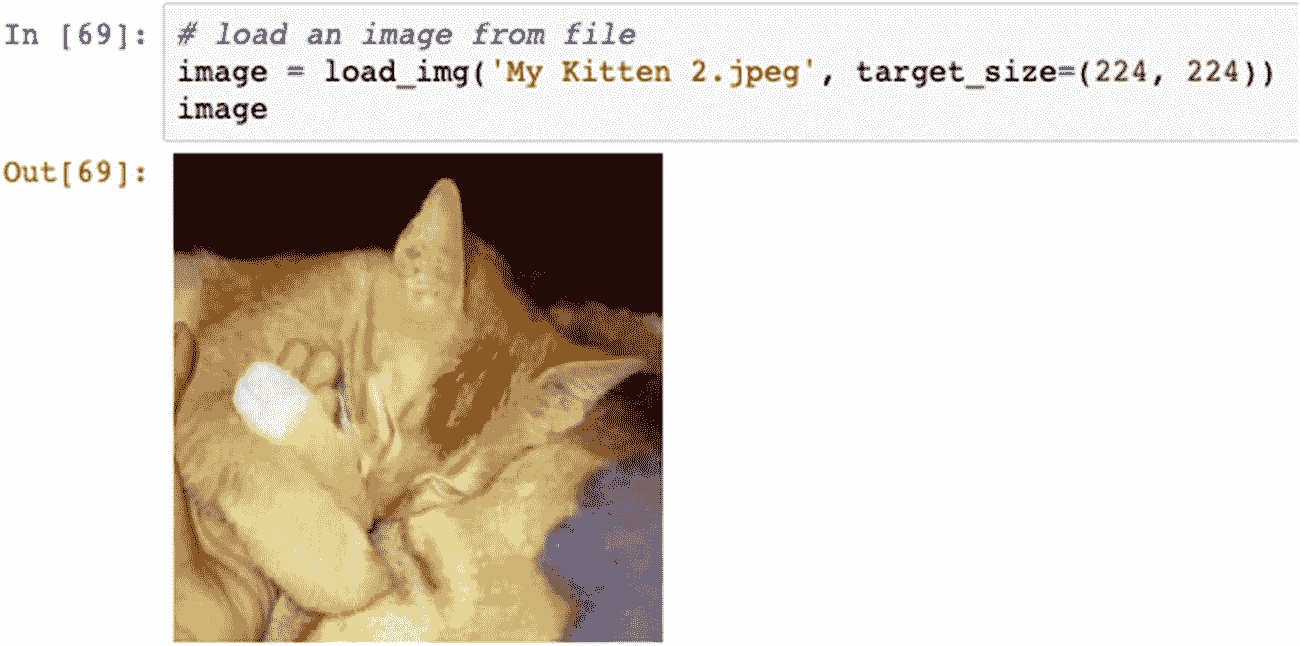 In [69]: # load an image from file
image = load_img('My Kitten 2.jpeg', target_size=(224, 224))
image
Out[69]: